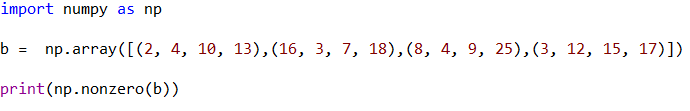 import numpy as np
b =  np.array([(2, 4, 10, 13),(16, 3, 7, 18),(8, 4, 9, 25),(3, 12, 15, 17)])
print(np.nonzero(b))